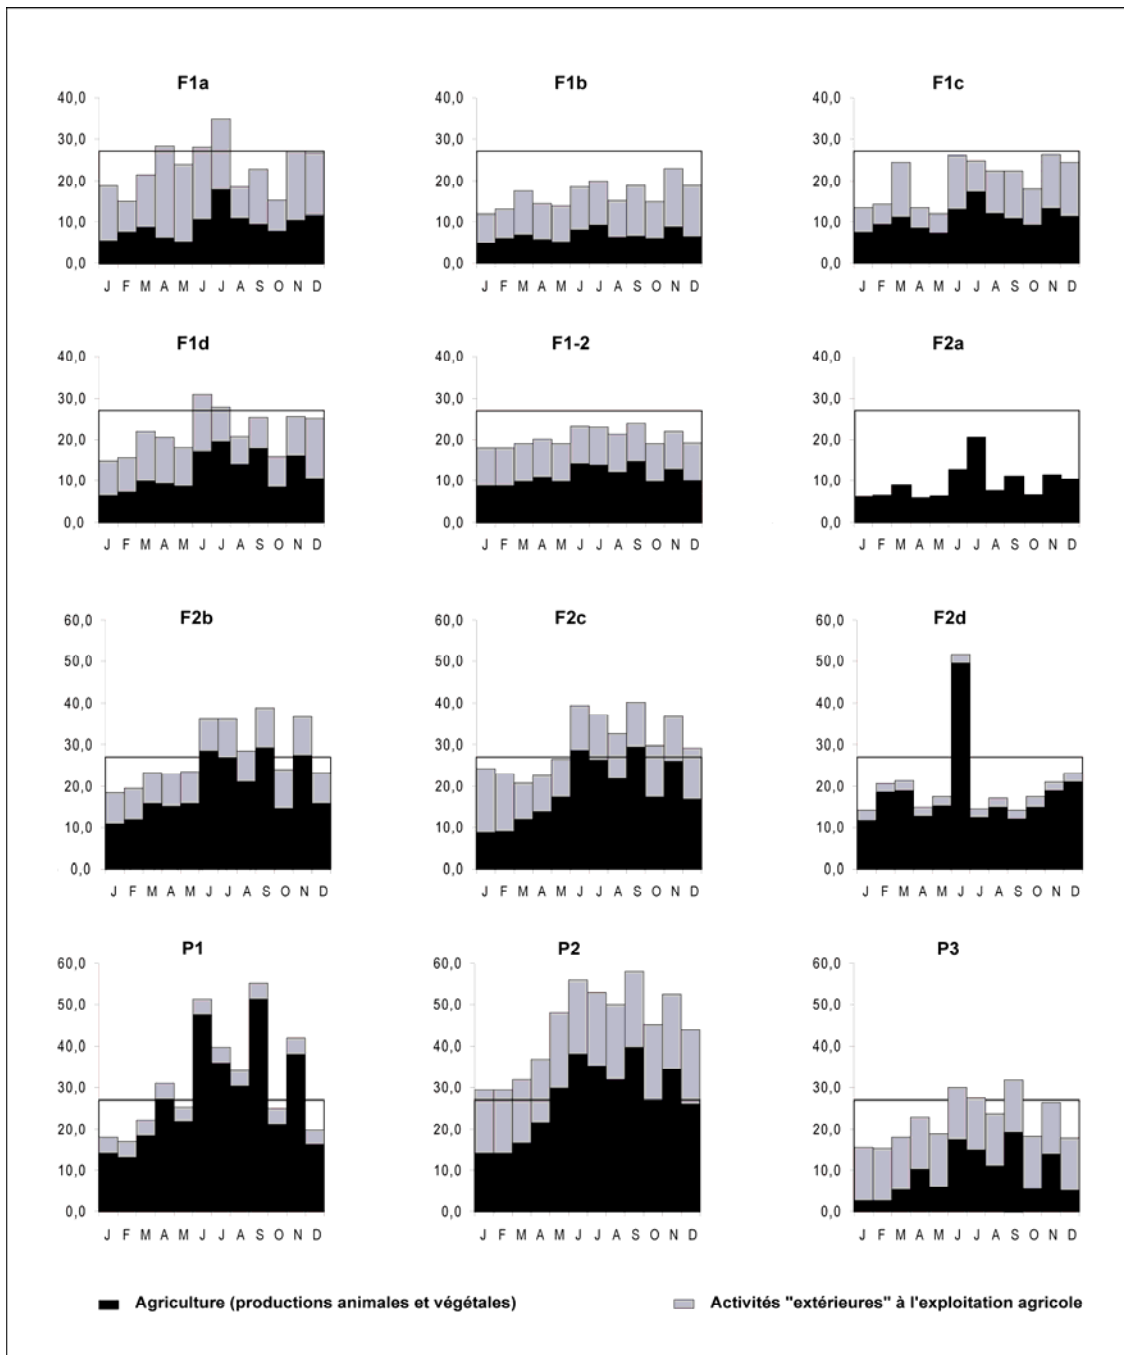 F1a F1b F1c
40,0 40,0 40,0
30,0 30,0 30,0
20,0 20,0 20,0
10,0 10,0 10,0
0,0 0,0 0,0
J F M A M J J A S O N D J F M A M J J A S O N D J F M A M J J A S O N D
F1d F1-2 F2a
40,0 40,0 40,0
30,0 30,0 30,0
20,0 20,0 20,0
10,0 10,0 10,0
0,0 0,0 0,0
J F M A M J J A S O N D J F M A M J J A S O N D J F M A M J J A S O N D
F2b F2c F2d
60,0 60,0 60,0
50,0 50,0 50,0
40,0 40,0 40,0
30,0 30,0 30,0
20,0 20,0 20,0
10,0 10,0 10,0
0,0 0,0 0,0
J F M A M J J A S O N D J F M A M J J A S O N D J F M A M J J A S O N D
P1 P2 P3
60,0 60,0 60,0
50,0 50,0 50,0
40,0 40,0 40,0
30,0 30,0 30,0
20,0 20,0 20,0
10,0 10,0 10,0
0,0 0,0 0,0
J F M A M J J A S O N D J F M A M J J A S O N D J F M A M J J A S O N D
Agriculture (productions animales et végétales) Activités "extérieures" à l'exploitation agricole